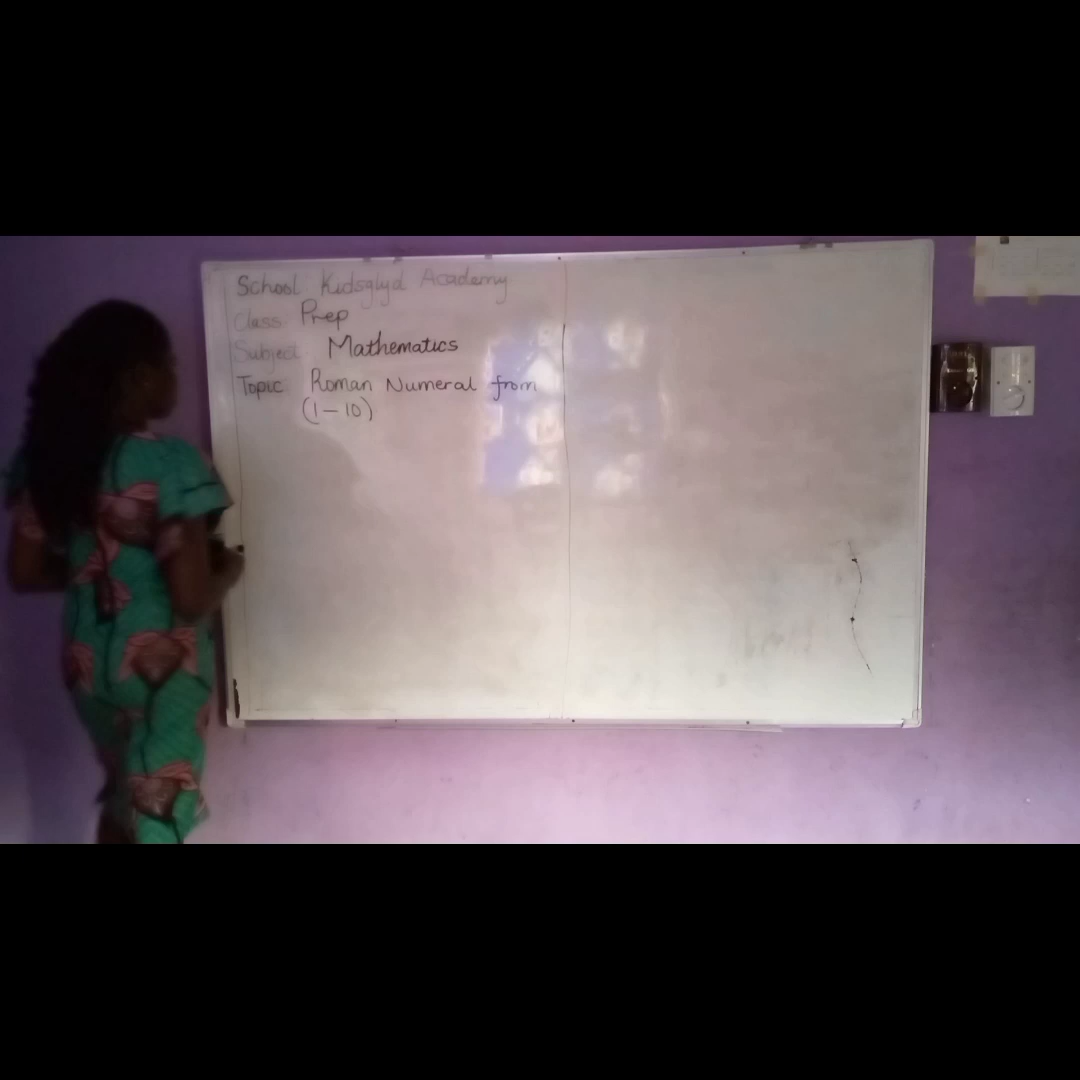 School: Kidsglyd Academy
Class: Prep
Subject: Mathematics
Topic: Roman Numeral from
(1-10)